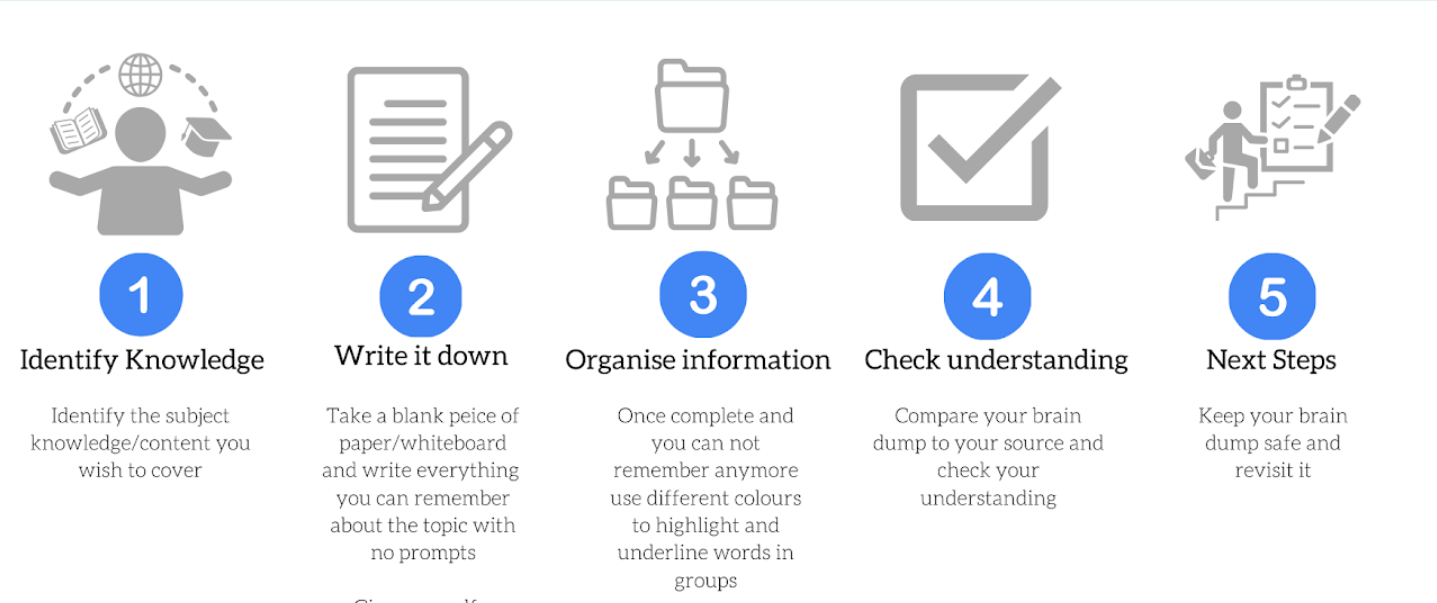 1
Identify Knowledge
Identify the subject
knowledge/content you
wish to cover
2
Write it down
Take a blank peice of
paper/whiteboard
and write everything
you can remember
about the topic with
no prompts
3
Organise information
Once complete and
you can not
remember anymore
use different colours
to highlight and
underline words in
groups
4
Check understanding
Compare your brain
dump to your source and
check your
understanding
5
Next Steps
Keep your brain
dump safe and
revisit it